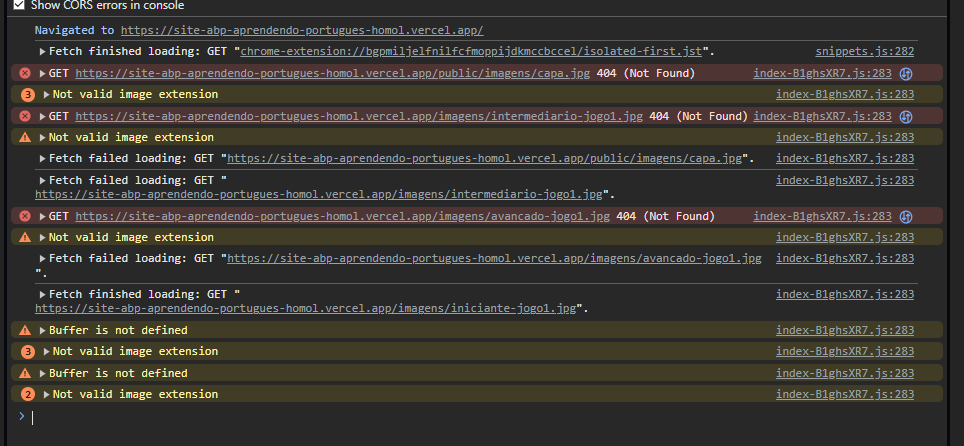 Show CORS errors in console
Navigated to https://site-abp-aprendendo-portugues-homol.vercel.app/
Fetch finished loading: GET "chrome-extension://bgpmiljelfnilfcfmoppijdkmccbccel/isolated-first.jst". snippets.js:282
GET https://site-abp-aprendendo-portugues-homol.vercel.app/public/imagens/capa.jpg 404 (Not Found) index-B1ghsXR7.js:283
3 Not valid image extension index-B1ghsXR7.js:283
GET https://site-abp-aprendendo-portugues-homol.vercel.app/imagens/intermediario-jogo1.jpg 404 (Not Found) index-B1ghsXR7.js:283
Not valid image extension index-B1ghsXR7.js:283
Fetch failed loading: GET "https://site-abp-aprendendo-portugues-homol.vercel.app/public/imagens/capa.jpg". index-B1ghsXR7.js:283
Fetch failed loading: GET " index-B1ghsXR7.js:283
https://site-abp-aprendendo-portugues-homol.vercel.app/imagens/intermediario-jogo1.jpg".
GET https://site-abp-aprendendo-portugues-homol.vercel.app/imagens/avancado-jogo1.jpg 404 (Not Found) index-B1ghsXR7.js:283
Not valid image extension index-B1ghsXR7.js:283
Fetch failed loading: GET "https://site-abp-aprendendo-portugues-homol.vercel.app/imagens/avancado-jogo1.jpg index-B1ghsXR7.js:283
".
Fetch finished loading: GET " index-B1ghsXR7.js:283
https://site-abp-aprendendo-portugues-homol.vercel.app/imagens/iniciante-jogo1.jpg".
Buffer is not defined index-B1ghsXR7.js:283
3 Not valid image extension index-B1ghsXR7.js:283
Buffer is not defined index-B1ghsXR7.js:283
2 Not valid image extension index-B1ghsXR7.js:283